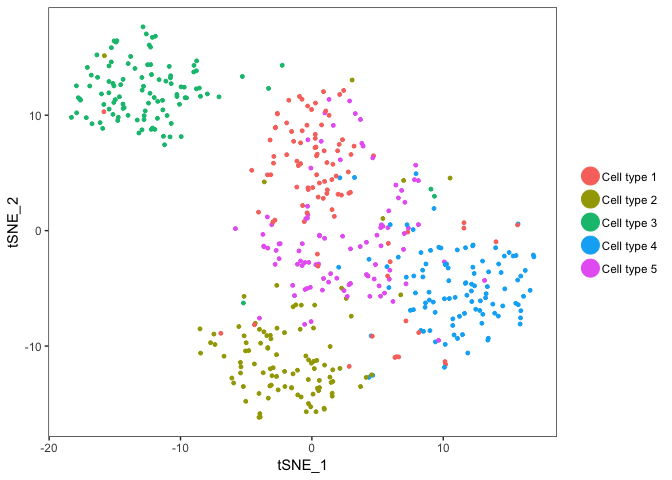 tSNE_2
10
0
-10
-20
-10
0
10
tSNE_1
Cell type 1
Cell type 2
Cell type 3
Cell type 4
Cell type 5